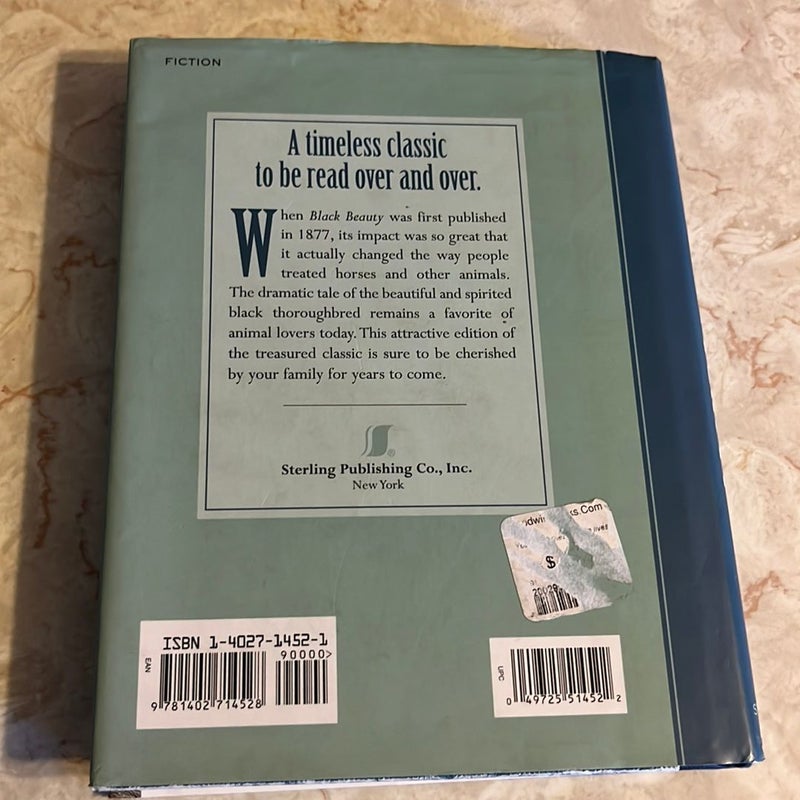 FICTION
A timeless classic
to be read over and over.
When Black Beauty was first published
in 1877, its impact was so great that
it actually changed the way people
treated horses and other animals.
The dramatic tale of the beautiful and spirited
black thoroughbred remains a favorite of
animal lovers today. This attractive edition of
the treasured classic is sure to be cherished
by your family for years to come.
®
Sterling Publishing Co., Inc.
New York
s.Com
lives
$
ISBN 1-4027-1452-1
90000>
EAN
9 781402 714528
UPC
0 49725 51452 2